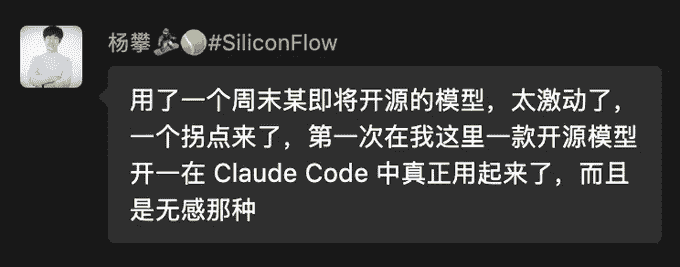 杨攀🏂🎾#SiliconFlow
用了一个周末某即将开源的模型，太激动了，
一个拐点来了，第一次在我这里一款开源模型
开一在 Claude Code 中真正用起来了，而且
是无感那种